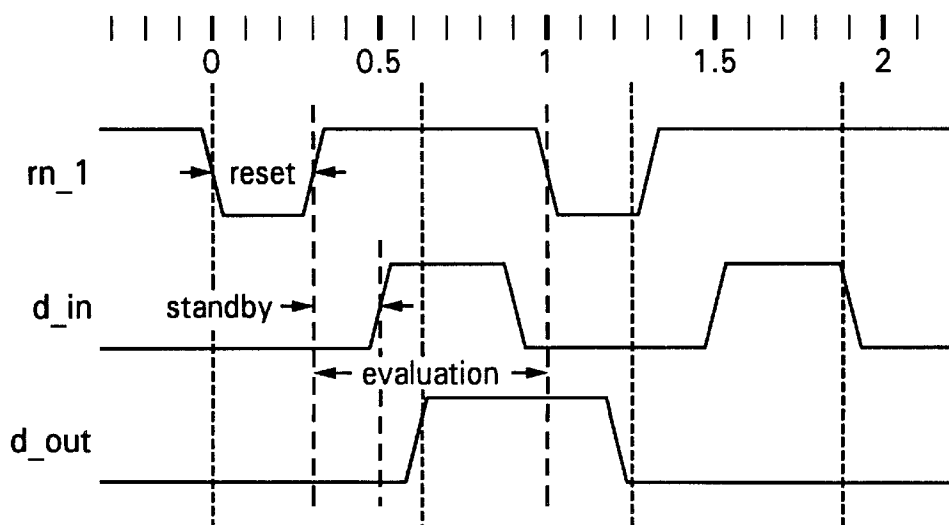 0 0.5 1 1.5 2
rn_1
reset
d_in
standby
evaluation
d_out